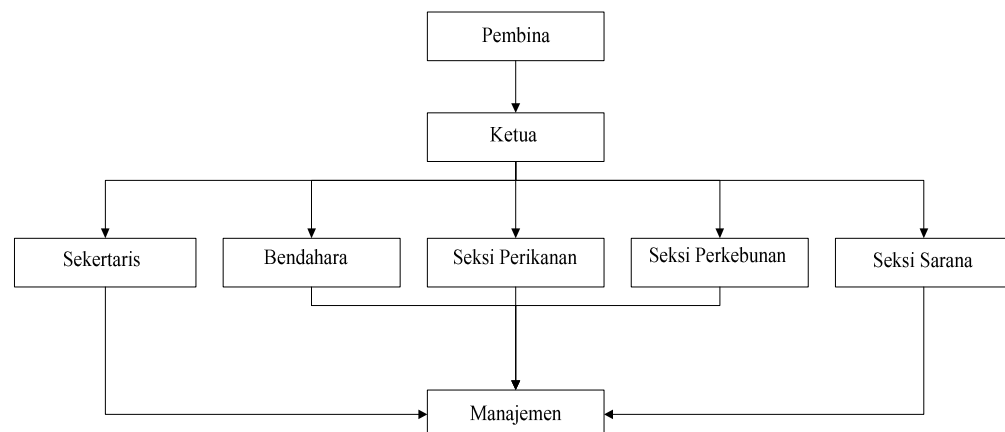 Pembina
Ketua
Sekertaris
Bendahara
Seksi Perikanan
Seksi Perkebunan
Seksi Sarana
Manajemen